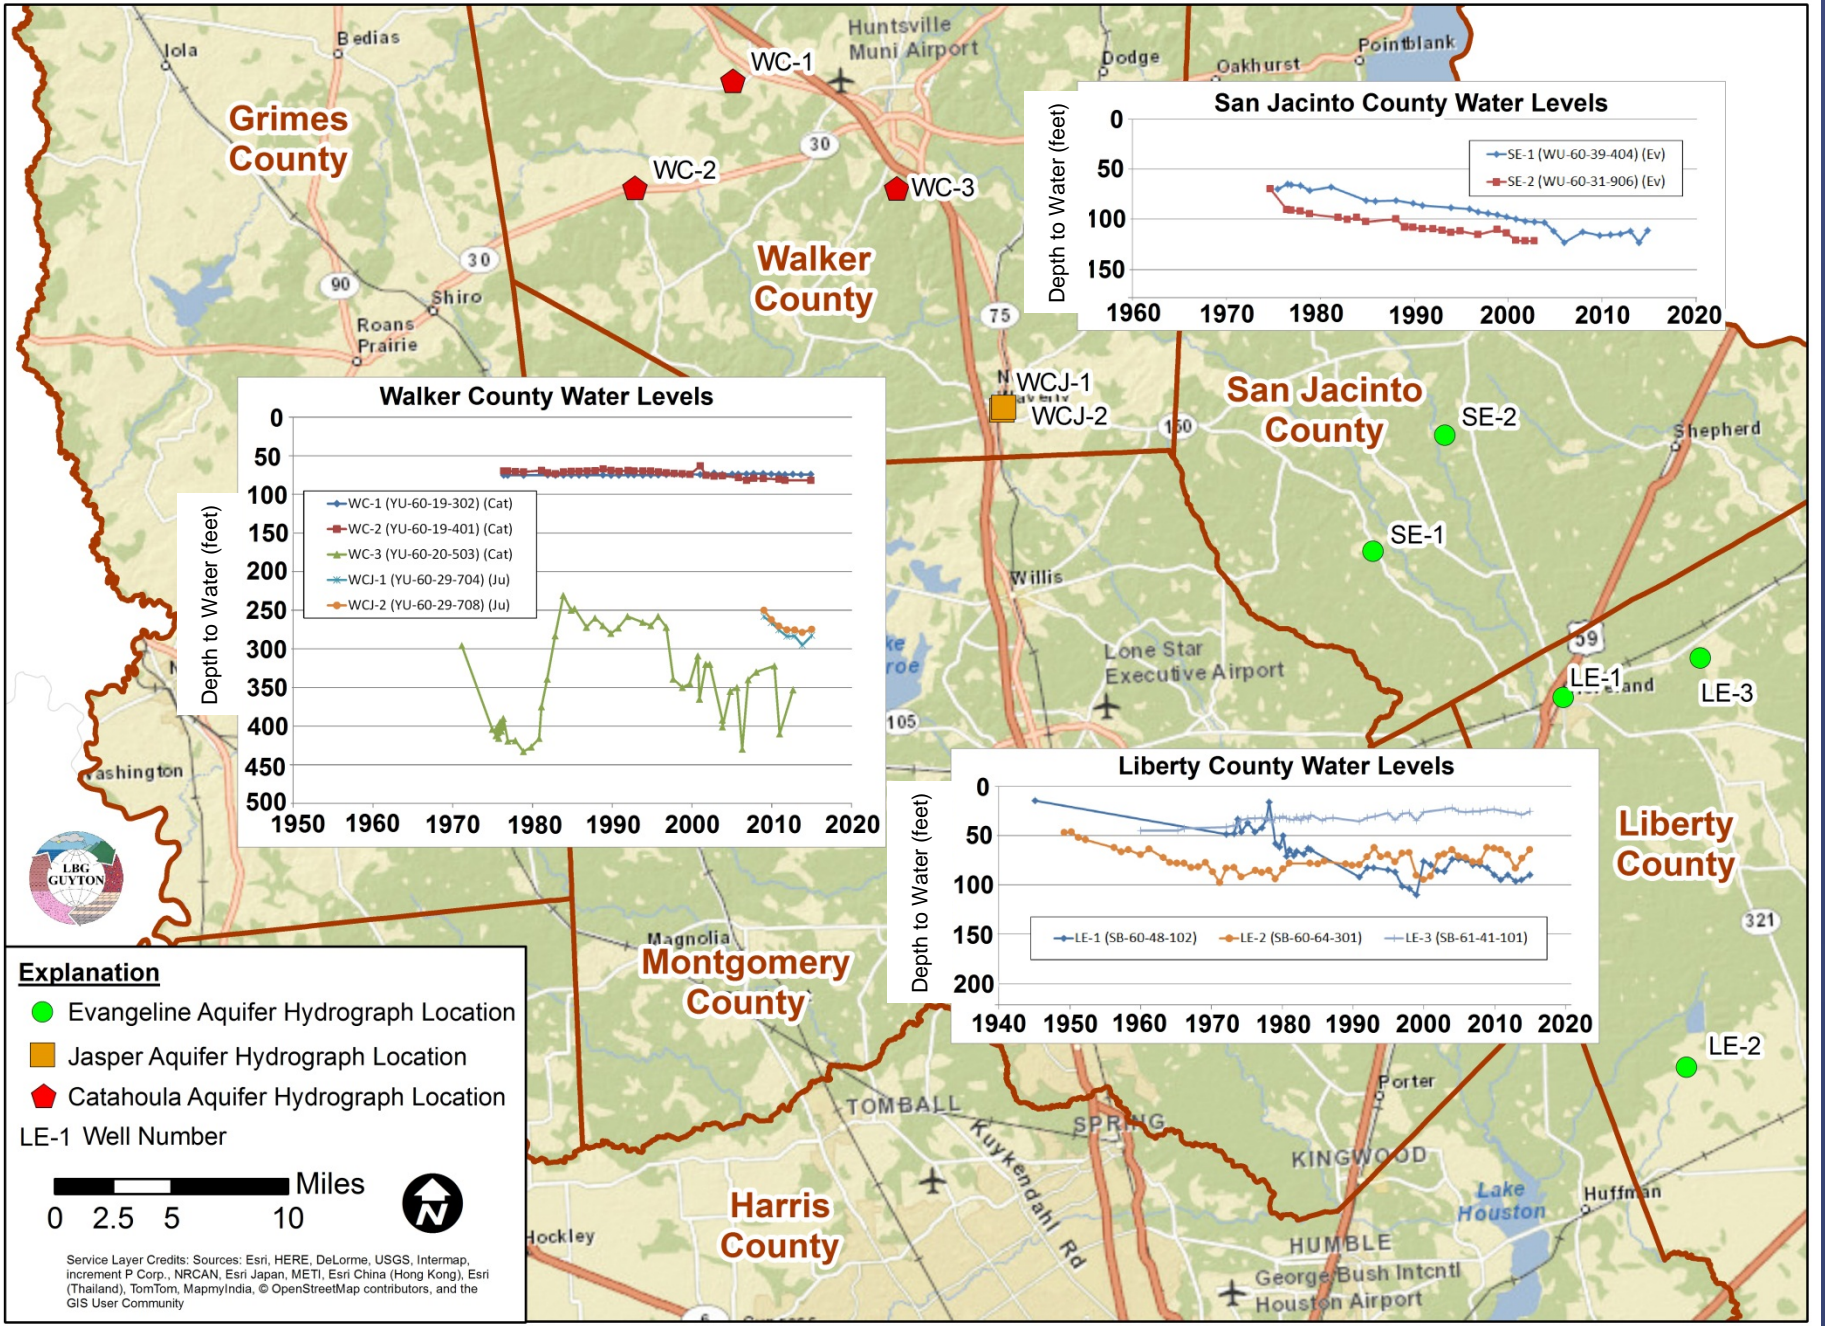 Iola
Bedias
Huntsville
Muni Airport
Dodge
Oakhurst
Pointblank
WC-1
Grimes
County
30
WC-2
WC-3
Walker
County
30
90
Shiro
Roans
Prairie
75
San Jacinto County Water Levels
Depth to Water (feet)
0
50
100
150
SE-1 (WU-60-39-404) (Ev)
SE-2 (WU-60-31-906) (Ev)
1960 1970 1980 1990 2000 2010 2020
WCJ-1
WCJ-2
150
San Jacinto
County
SE-2
Shepherd
SE-1
Walker County Water Levels
Depth to Water (feet)
0
50
100
150
200
250
300
350
400
450
500
WC-1 (YU-60-19-302) (Cat)
WC-2 (YU-60-19-401) (Cat)
WC-3 (YU-60-20-503) (Cat)
WCJ-1 (YU-60-29-704) (Ju)
WCJ-2 (YU-60-29-708) (Ju)
1950 1960 1970 1980 1990 2000 2010 2020
Willis
Lone Star
Executive Airport
105
59
LE-1
LE-3
Liberty County Water Levels
Depth to Water (feet)
0
50
100
150
200
LE-1 (SB-60-48-102) LE-2 (SB-60-64-301) LE-3 (SB-61-41-101)
1940 1950 1960 1970 1980 1990 2000 2010 2020
Liberty
County
321
LE-2
LBG
GUYTON
Magnolia
Montgomery
County
Porter
TOMBALL
SPRING
Kuykendahl Rd
KINGWOOD
Lake
Houston
Huffman
Harris
County
HUMBLE
George Bush Intcntl
Houston Airport
Hockley
6
Explanation
Evangeline Aquifer Hydrograph Location
Jasper Aquifer Hydrograph Location
Catahoula Aquifer Hydrograph Location
LE-1 Well Number
Miles
0 2.5 5 10
N
Service Layer Credits: Sources: Esri, HERE, DeLorme, USGS, Intermap,
increment P Corp., NRCAN, Esri Japan, METI, Esri China (Hong Kong), Esri
(Thailand), TomTom, MapmyIndia, © OpenStreetMap contributors, and the
GIS User Community